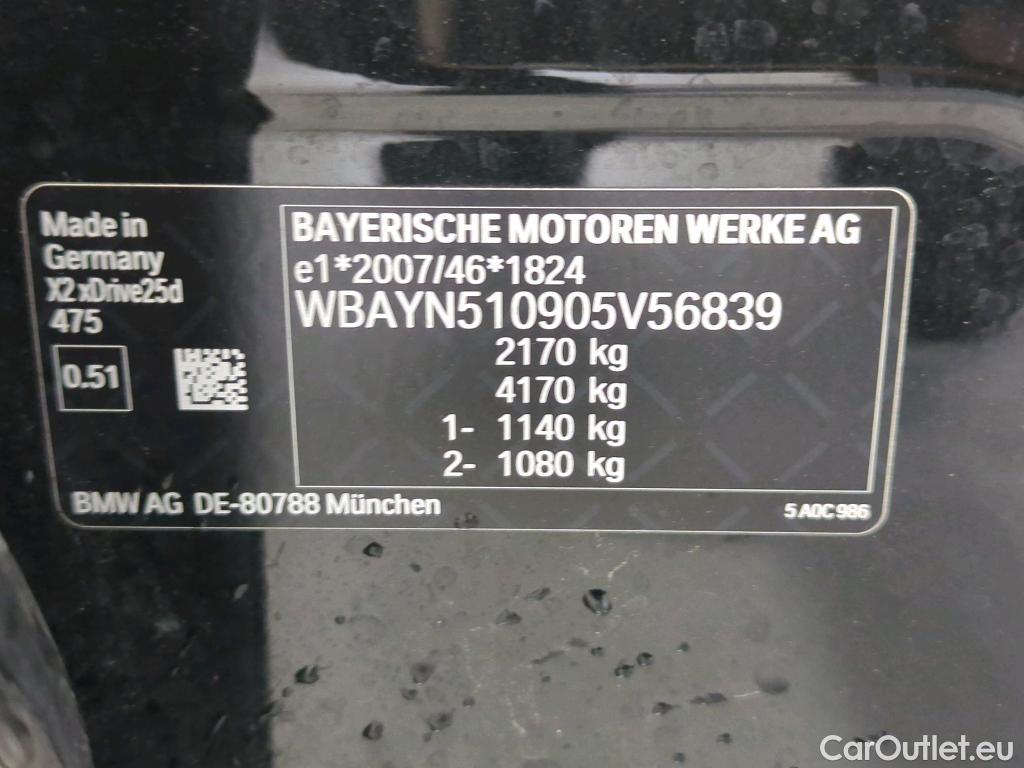 Made in
Germany
X2 xDrive25d
475
0.51
BAYERISCHE MOTOREN WERKE AG
e1*2007/46*1824
WBAYN510905V56839
2170 kg
4170 kg
1- 1140 kg
2- 1080 kg
BMW AG DE-80788 München
5 A0C 986
CarOutlet.eu